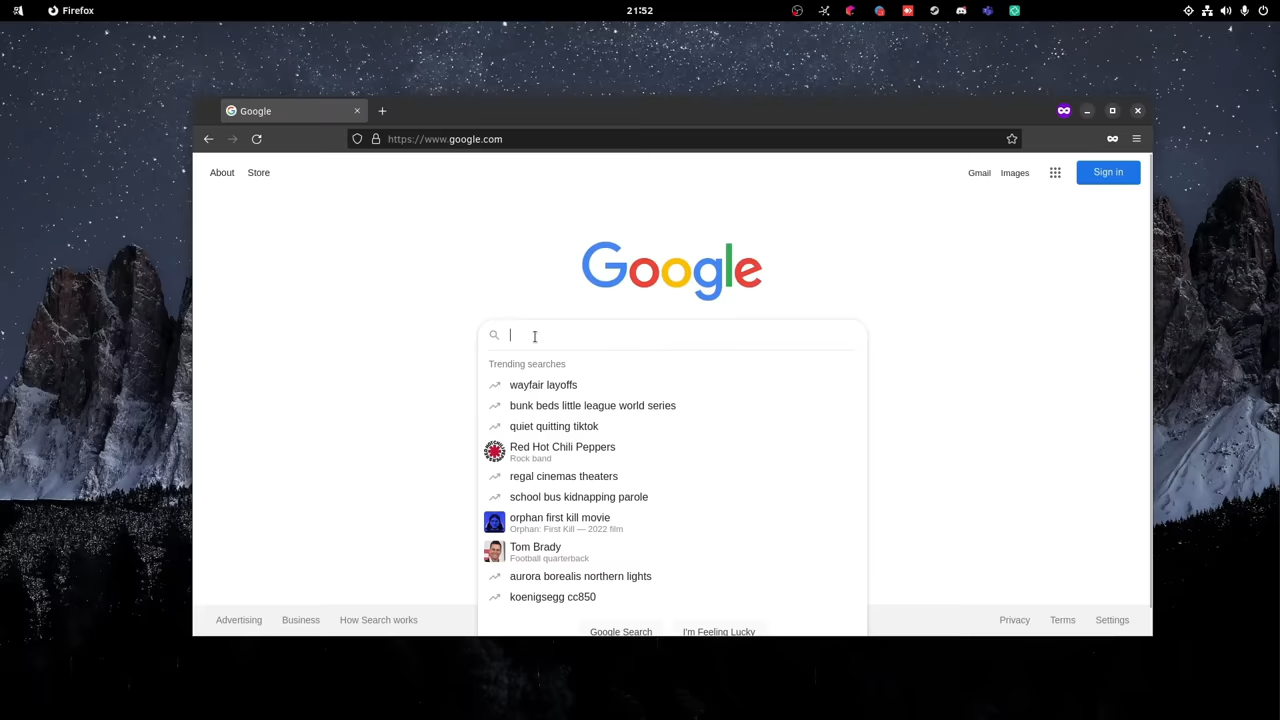 Firefox
21:52
Google
https://www.google.com
About Store
Gmail Images Sign in
Google
Trending searches
wayfair layoffs
bunk beds little league world series
quiet quitting tiktok
Red Hot Chili Peppers
Rock band
regal cinemas theaters
school bus kidnapping parole
orphan first kill movie
Orphan: First Kill — 2022 film
Tom Brady
Football quarterback
aurora borealis northern lights
koenigsegg cc850
Advertising Business How Search works
Google Search I'm Feeling Lucky
Privacy Terms Settings